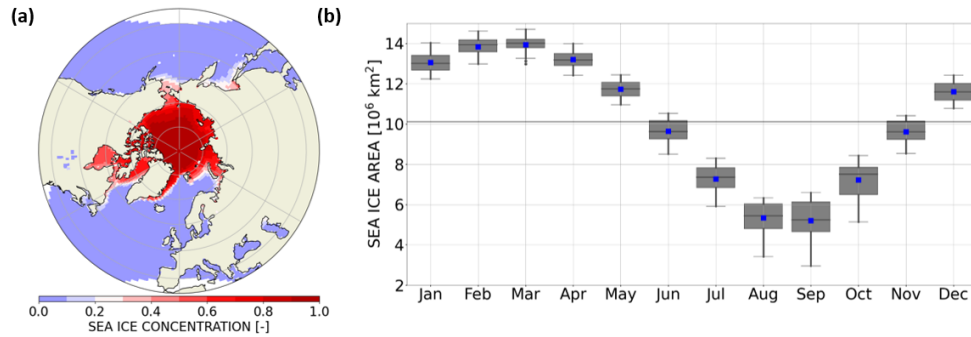 (a)
0.0 0.2 0.4 0.6 0.8 1.0
SEA ICE CONCENTRATION [-]
(b)
SEA ICE AREA [10⁶ km²]
14
12
10
8
6
4
2
Jan Feb Mar Apr May Jun Jul Aug Sep Oct Nov Dec